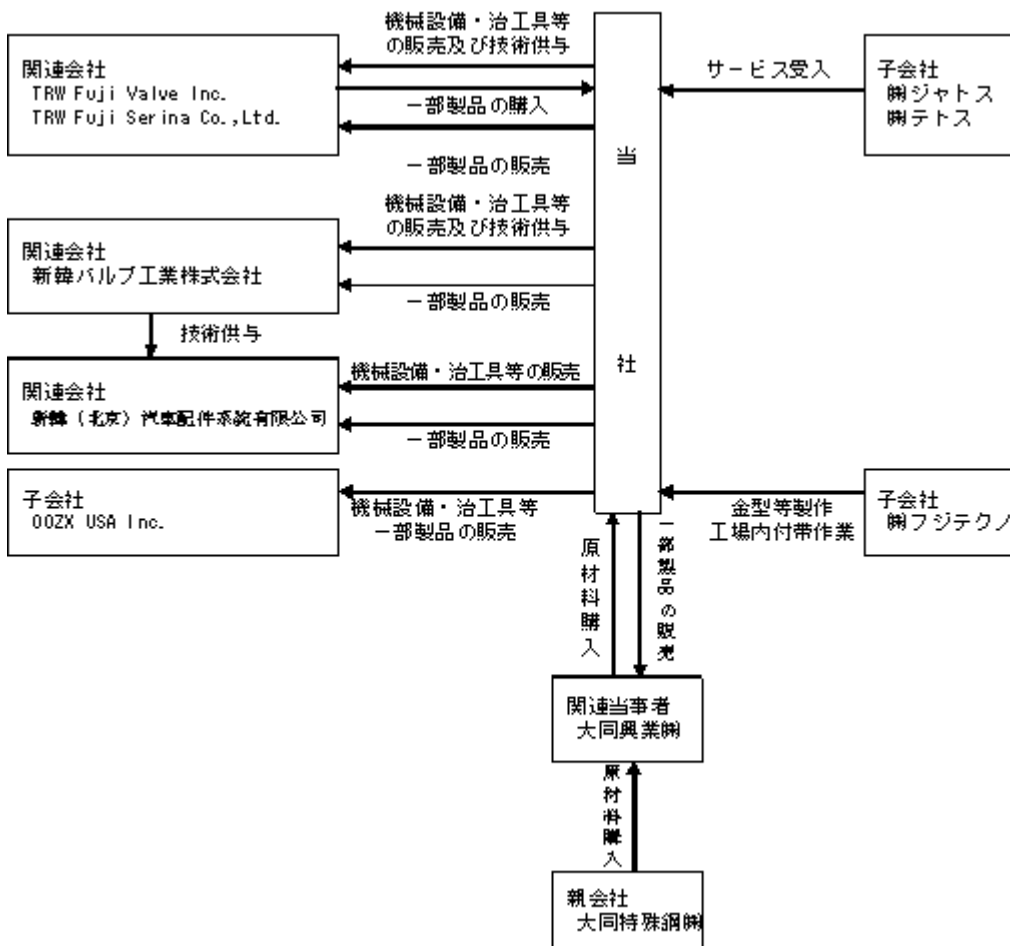 機械設備・治工具等
の販売及び技術供与
関連会社
TRW Fuji Valve Inc.
TRW Fuji Serina Co.,Ltd.
一部製品の購入
一部製品の販売
当社
サービス受入
子会社
㈱ジャトス
㈱テトス
機械設備・治工具等
の販売及び技術供与
関連会社
新韓バルブ工業株式会社
一部製品の販売
技術供与
関連会社
新韓（北京）汽車配件系統有限公司
機械設備・治工具等の販売
一部製品の販売
子会社
OOZX USA Inc.
機械設備・治工具等
一部製品の販売
金型等製作
工場内付帯作業
子会社
㈱フジテクノ
原材料購入
一部製品の販売
関連当事者
大同興業㈱
原材料購入
親会社
大同特殊鋼㈱